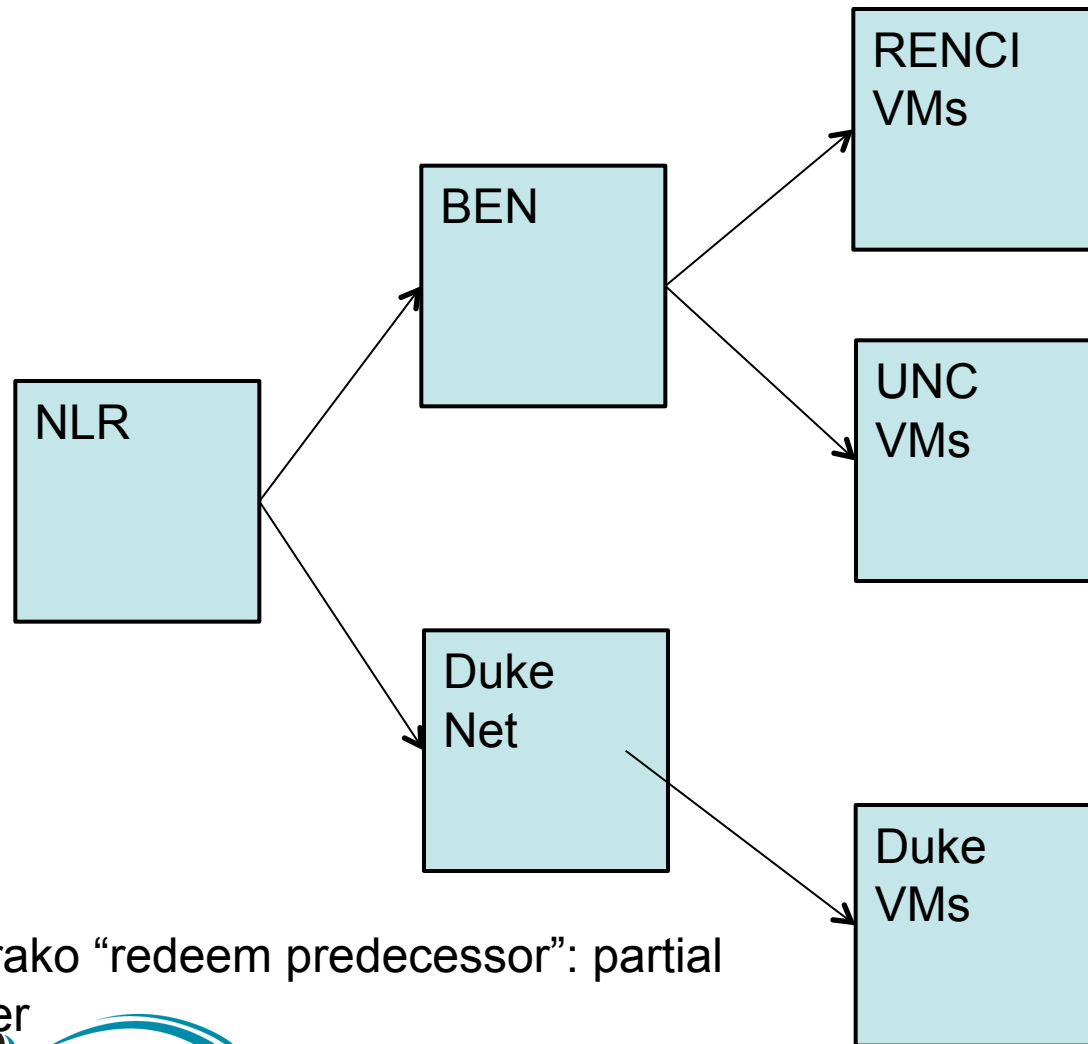 RENCI
VMs
BEN
UNC
VMs
NLR
Duke
Net
Duke
VMs
“redeem predecessor”: partial